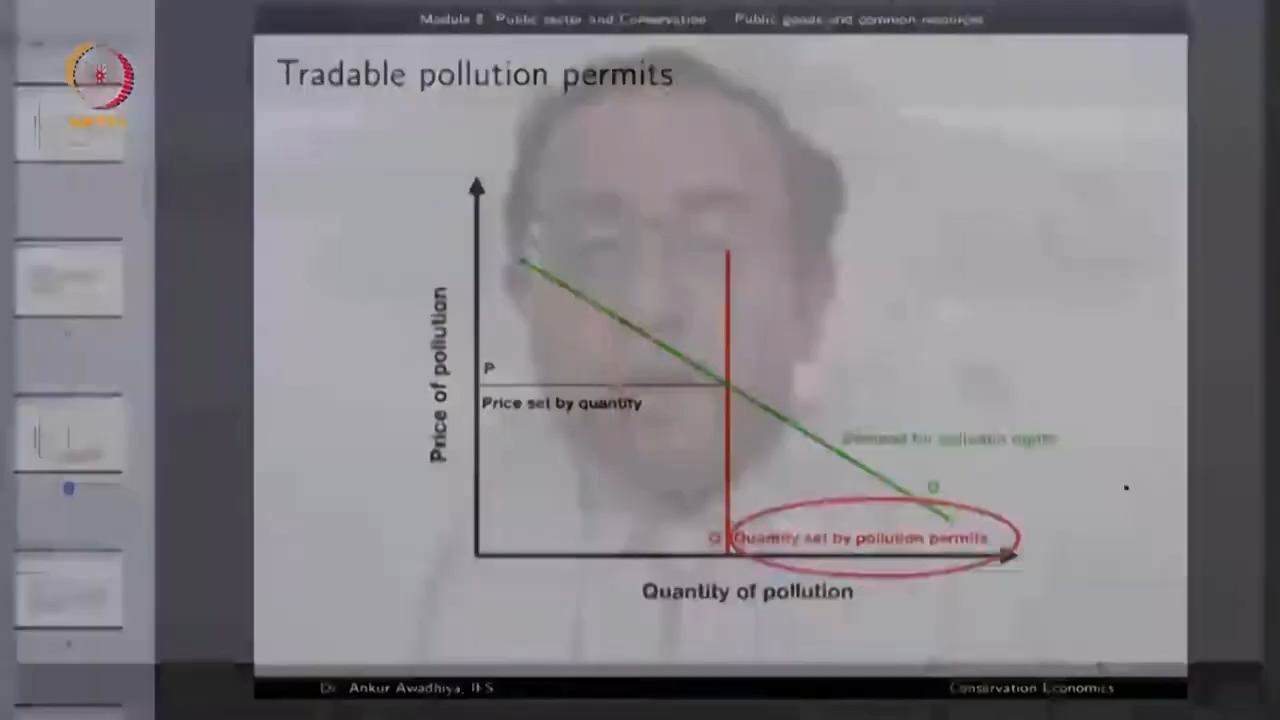 Module 8 Public sector and Conservation Public goods and common resources
NPTEL
Tradable pollution permits
Price of pollution
P
Price set by quantity
Demand for pollution rights
D
Q Quantity set by pollution permits
Quantity of pollution
Dr. Ankur Awadhiya, IFS Conservation Economics